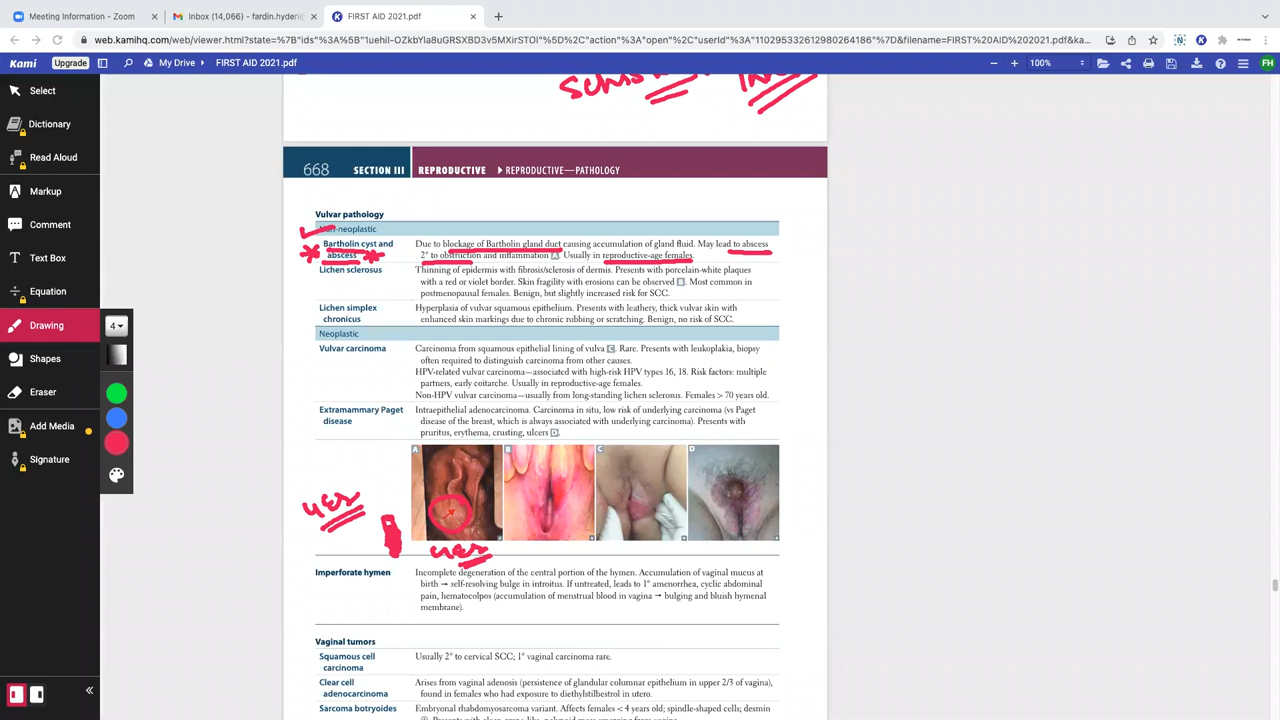 Meeting Information - Zoom
Inbox (14,066) - fardin.hyderi@
FIRST AID 2021.pdf
FIRST AID 2021.pdf
My Drive
Kami
Upgrade
100%
FH
Select
Dictionary
Read Aloud
Markup
Comment
Text Box
Equation
Drawing
4
Shapes
Eraser
Add Media
Signature
668 SECTION III REPRODUCTIVE REPRODUCTIVE—PATHOLOGY
Vulvar pathology
Non-neoplastic
Bartholin cyst and abscess
Due to blockage of Bartholin gland duct causing accumulation of gland fluid. May lead to abscess
2° to obstruction and inflammation A. Usually in reproductive-age females.
Lichen sclerosus
Thinning of epidermis with fibrosis/sclerosis of dermis. Presents with porcelain-white plaques
with a red or violet border. Skin fragility with erosions can be observed B. Most common in
postmenopausal females. Benign, but slightly increased risk for SCC.
Lichen simplex
chronicus
Hyperplasia of vulvar squamous epithelium. Presents with leathery, thick vulvar skin with
enhanced skin markings due to chronic rubbing or scratching. Benign, no risk of SCC.
Neoplastic
Vulvar carcinoma
Carcinoma from squamous epithelial lining of vulva C. Rare. Presents with leukoplakia, biopsy
often required to distinguish carcinoma from other causes.
HPV-related vulvar carcinoma—associated with high-risk HPV types 16, 18. Risk factors: multiple
partners, early coitarche. Usually in reproductive-age females.
Non-HPV vulvar carcinoma—usually from long-standing lichen sclerosus. Females > 70 years old.
Extramammary Paget
disease
Intraepithelial adenocarcinoma. Carcinoma in situ, low risk of underlying carcinoma (vs Paget
disease of the breast, which is always associated with underlying carcinoma). Presents with
pruritus, erythema, crusting, ulcers D.
A B C D
yes
yes
Imperforate hymen
Incomplete degeneration of the central portion of the hymen. Accumulation of vaginal mucus at
birth → self-resolving bulge in introitus. If untreated, leads to 1° amenorrhea, cyclic abdominal
pain, hematocolpos (accumulation of menstrual blood in vagina → bulging and bluish hymenal
membrane).
Vaginal tumors
Squamous cell
carcinoma
Usually 2° to cervical SCC; 1° vaginal carcinoma rare.
Clear cell
adenocarcinoma
Arises from vaginal adenosis (persistence of glandular columnar epithelium in upper 2/3 of vagina),
found in females who had exposure to diethylstilbestrol in utero.
Sarcoma botryoides
Embryonal rhabdomyosarcoma variant. Affects females < 4 years old; spindle-shaped cells; desmin